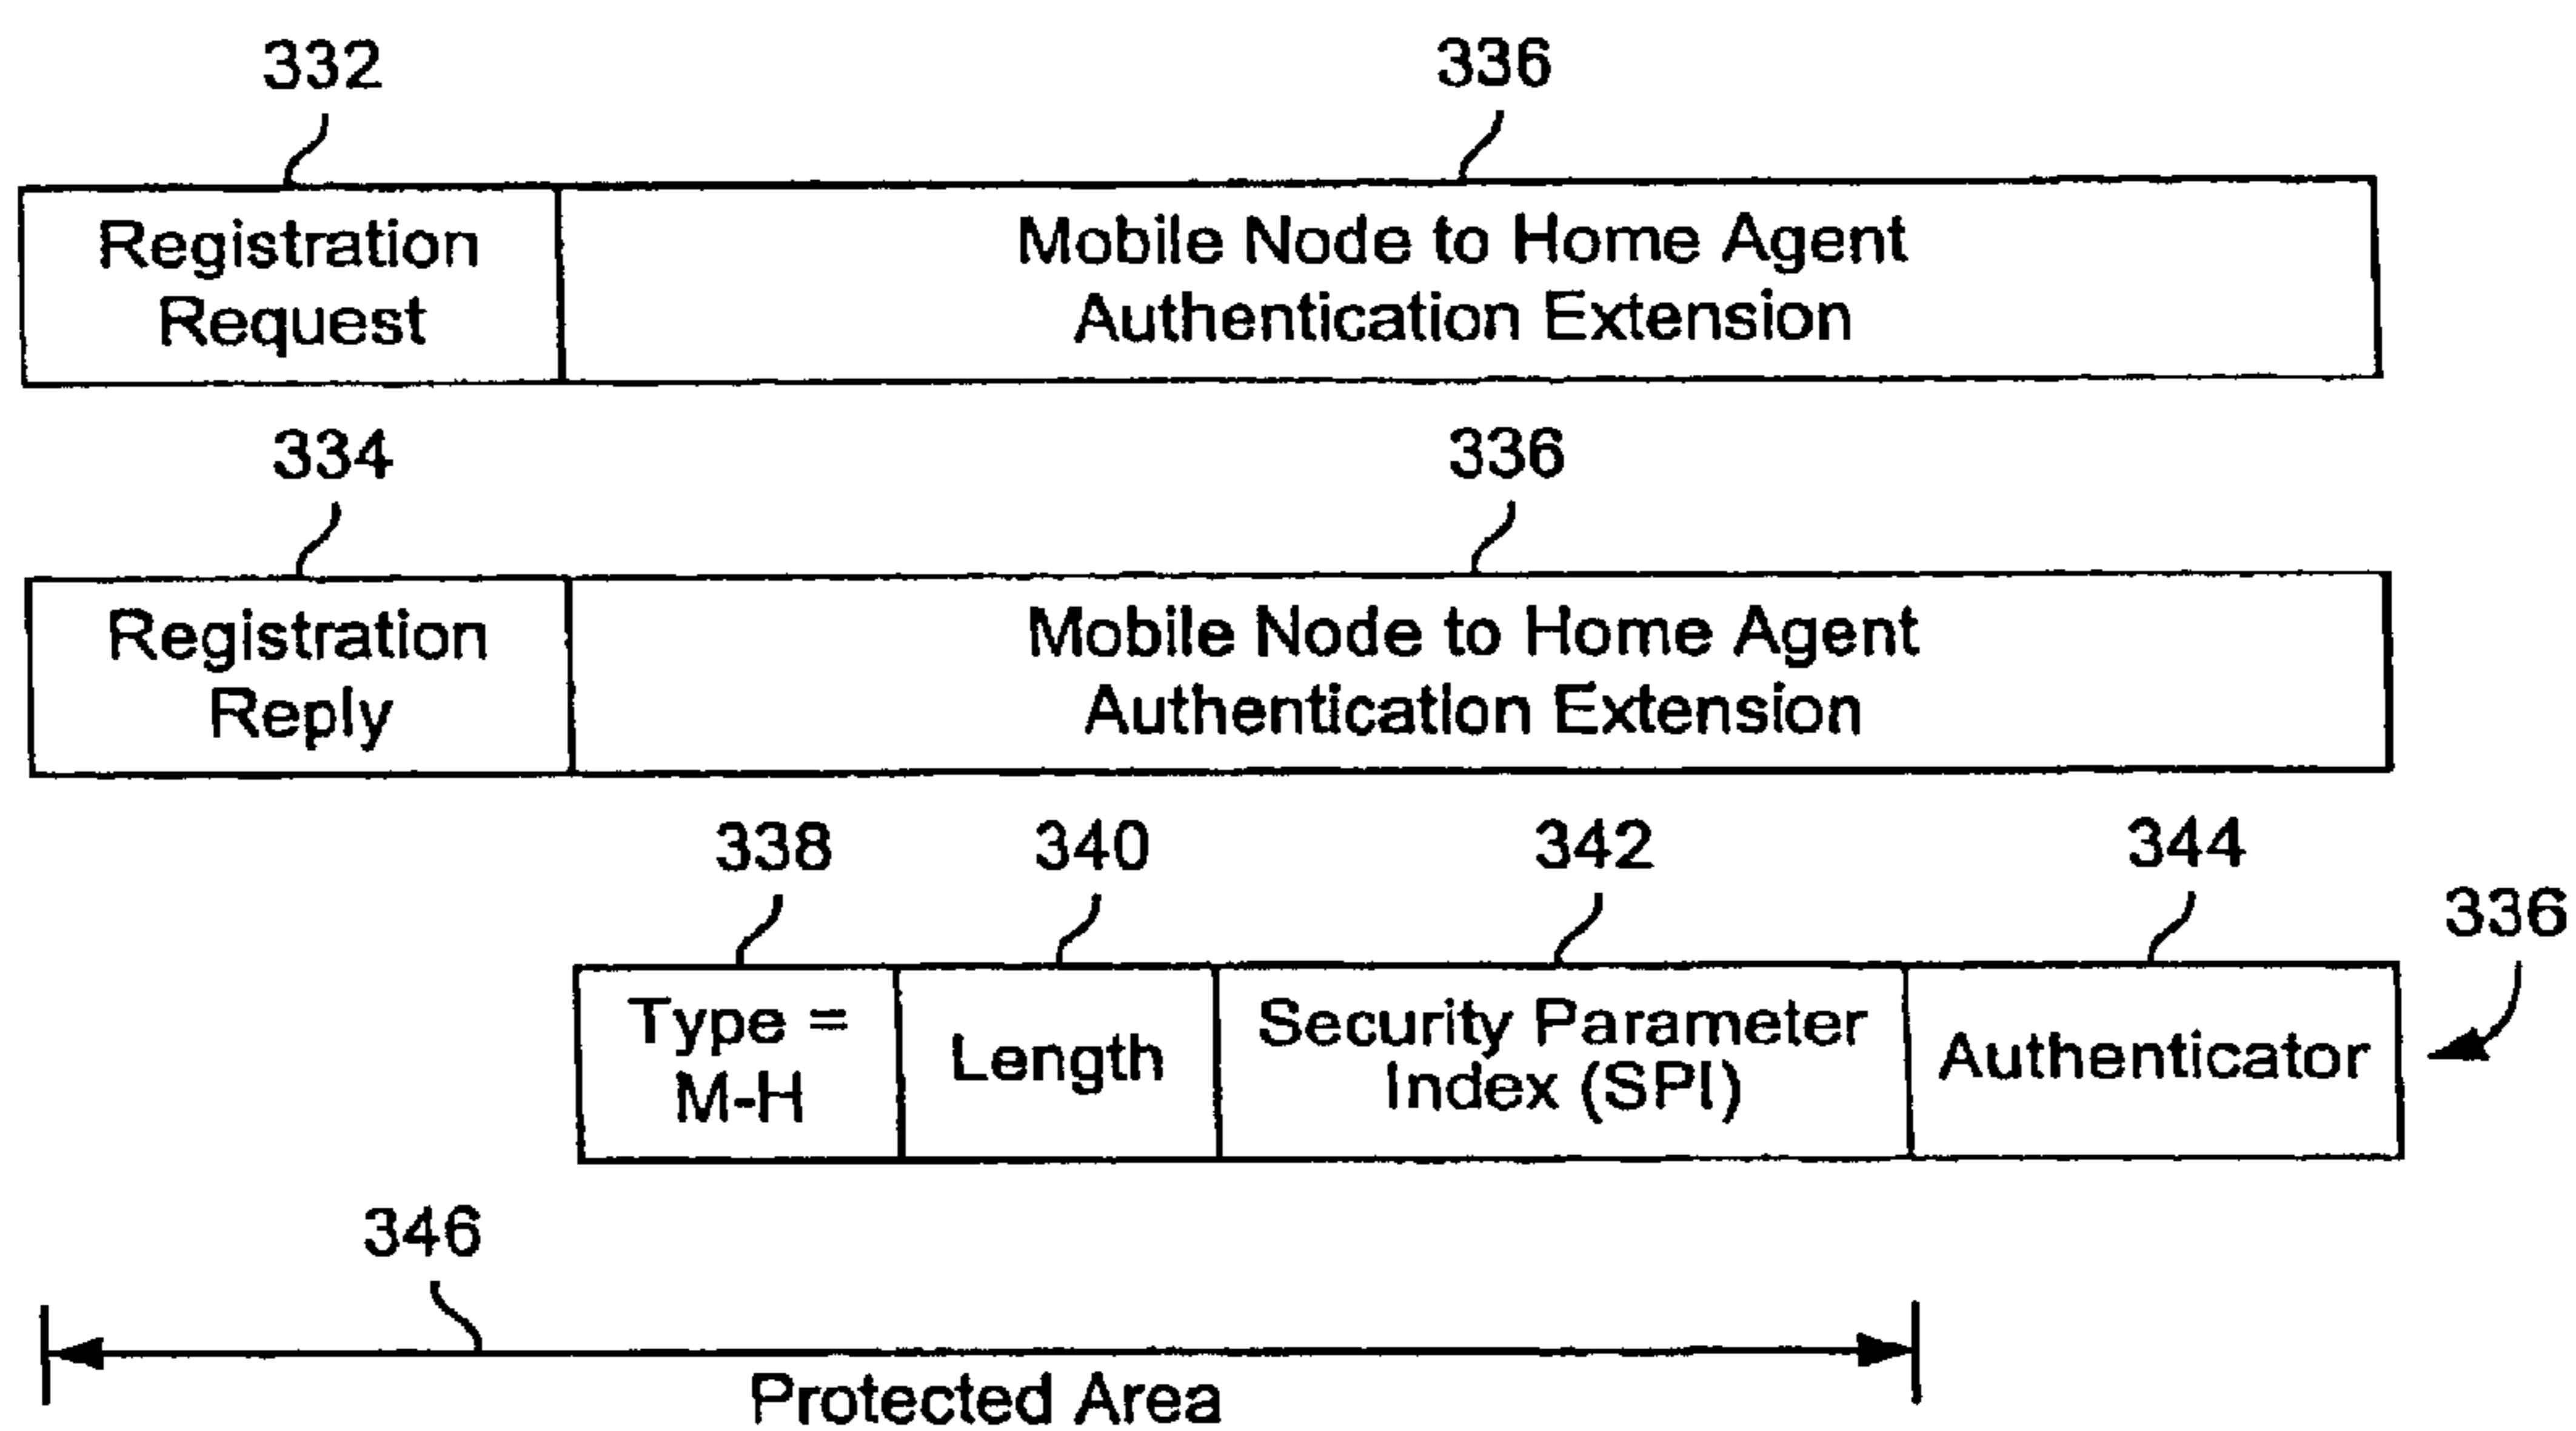 332
336
Registration
Request
Mobile Node to Home Agent
Authentication Extension
334
336
Registration
Reply
Mobile Node to Home Agent
Authentication Extension
338
340
342
344
336
Type =
M-H
Length
Security Parameter
Index (SPI)
Authenticator
346
Protected Area